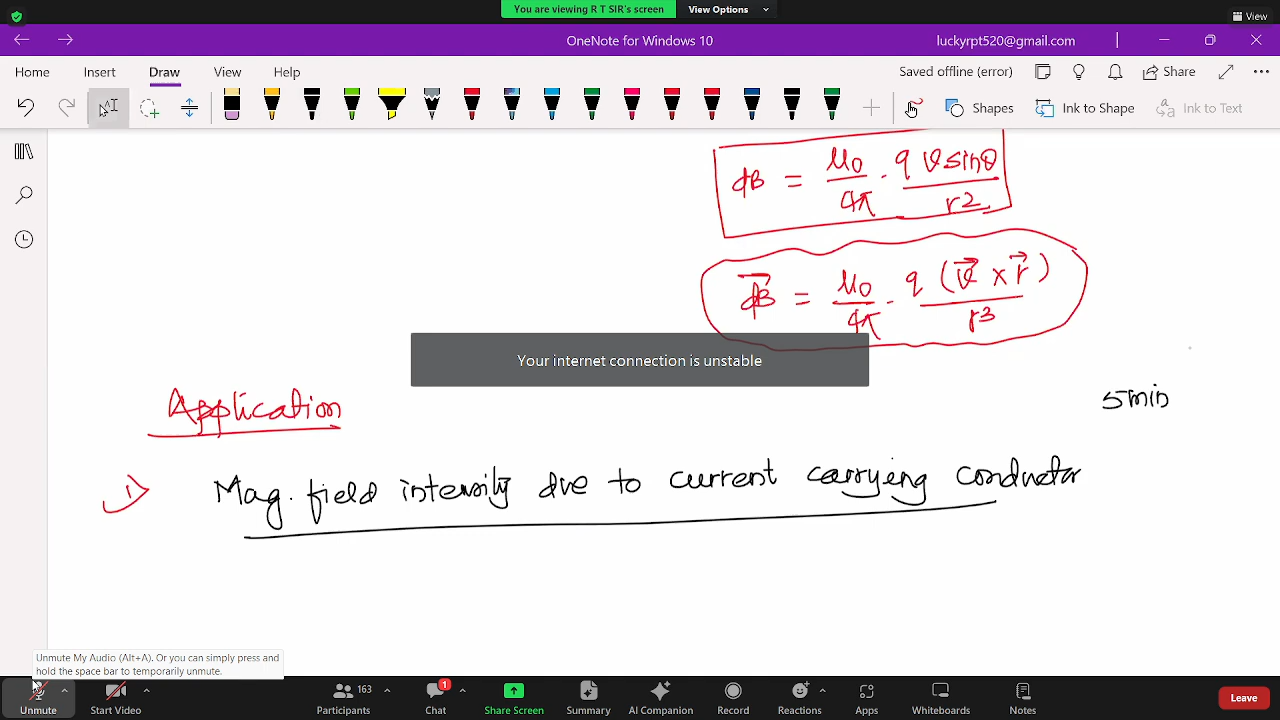 You are viewing R T SIR's screen View Options
View
OneNote for Windows 10 luckyrpt520@gmail.com
Home Insert Draw View Help Saved offline (error) Share
Shapes Ink to Shape Ink to Text
dB = μ0/4π · q v sinθ/r2
dB⃗ = μ0/4π · q (v⃗ × r⃗)/r3
Your internet connection is unstable
Application
5min
1) Mag. field intensity due to current carrying conductor
Unmute My Audio (Alt+A). Or you can simply press and
hold the space bar to temporarily unmute.
163 1
Unmute Start Video Participants Chat Share Screen Summary AI Companion Record Reactions Apps Whiteboards Notes Leave